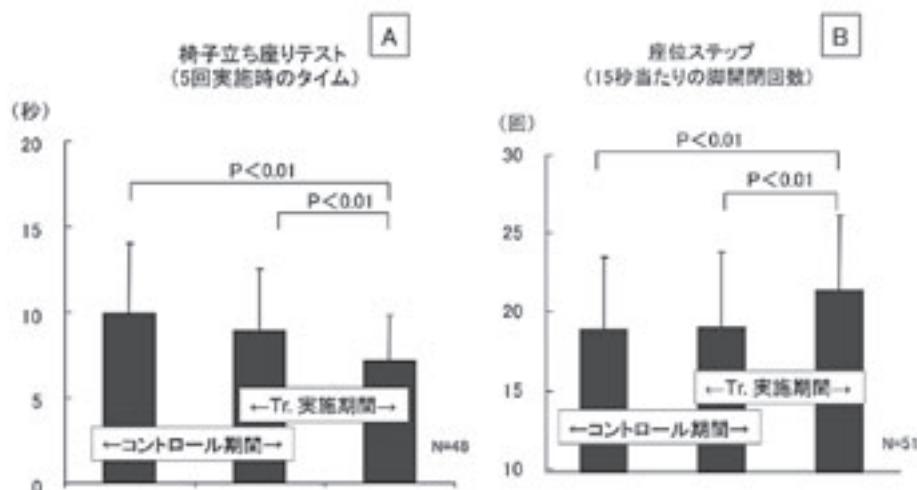 A
椅子立ち座りテスト
(5回実施時のタイム)
(秒)
20
15
10
5
0
P<0.01
P<0.01
←Tr. 実施期間→
←コントロール期間→
N=48
B
座位ステップ
(15秒当たりの脚開閉回数)
(回)
30
25
20
15
10
P<0.01
P<0.01
←Tr. 実施期間→
←コントロール期間→
N=51